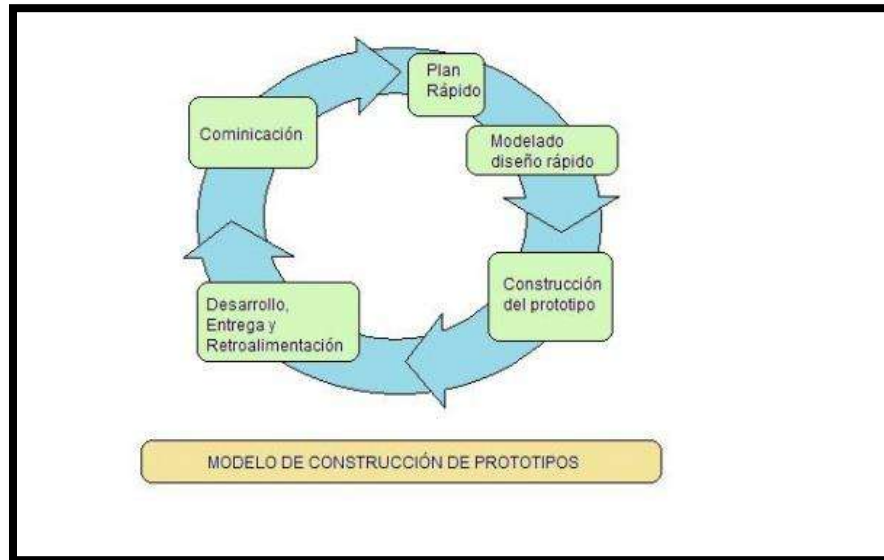 Plan
Rápido
Modelado
diseño rápido
Construcción
del prototipo
Desarrollo,
Entrega y
Retroalimentación
Cominicación
MODELO DE CONSTRUCCIÓN DE PROTOTIPOS